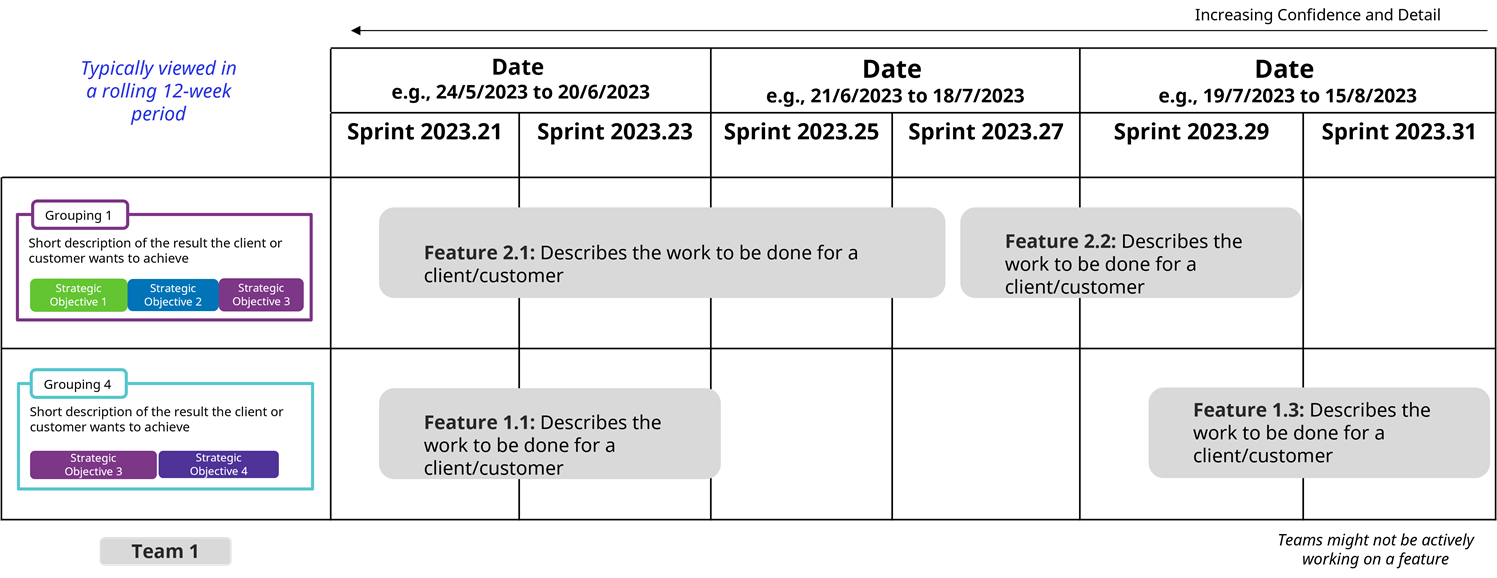 Increasing Confidence and Detail
Typically viewed in
a rolling 12-week
period
Date
e.g., 24/5/2023 to 20/6/2023
Date
e.g., 21/6/2023 to 18/7/2023
Date
e.g., 19/7/2023 to 15/8/2023
Sprint 2023.21
Sprint 2023.23
Sprint 2023.25
Sprint 2023.27
Sprint 2023.29
Sprint 2023.31
Grouping 1
Short description of the result the client or
customer wants to achieve
Strategic
Objective 1
Strategic
Objective 2
Strategic
Objective 3
Feature 2.1: Describes the work to be done for a
client/customer
Feature 2.2: Describes the
work to be done for a
client/customer
Grouping 4
Short description of the result the client or
customer wants to achieve
Strategic
Objective 3
Strategic
Objective 4
Feature 1.1: Describes the
work to be done for a
client/customer
Feature 1.3: Describes the
work to be done for a
client/customer
Team 1
Teams might not be actively
working on a feature